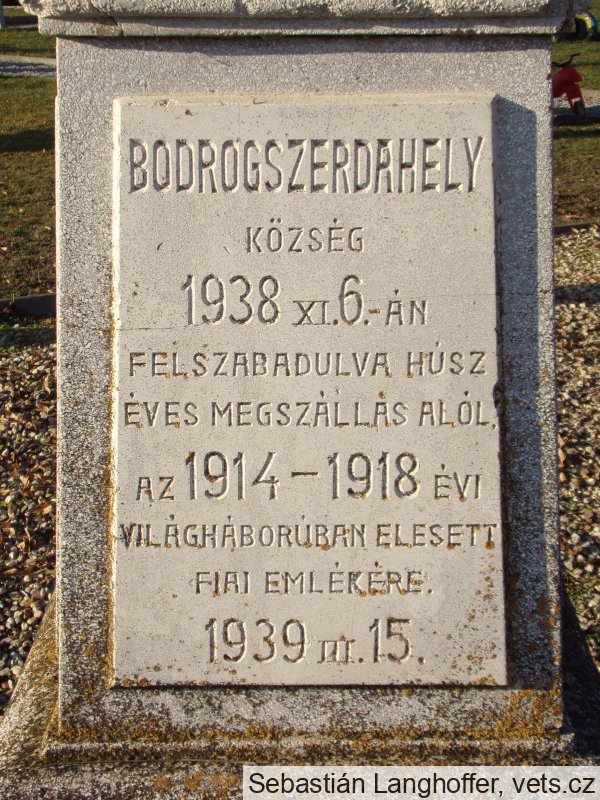 BODROGSZERDAHELY
KÖZSÉG
1938 XI. 6.-ÁN
FELSZABADULVA HÚSZ
ÉVES MEGSZÁLLÁS ALÓL,
AZ 1914-1918 ÉVI
VILÁGHÁBORÚBAN ELESETT
FIAI EMLÉKÉRE.
1939 III. 15.
Sebastián Langhoffer, vets.cz